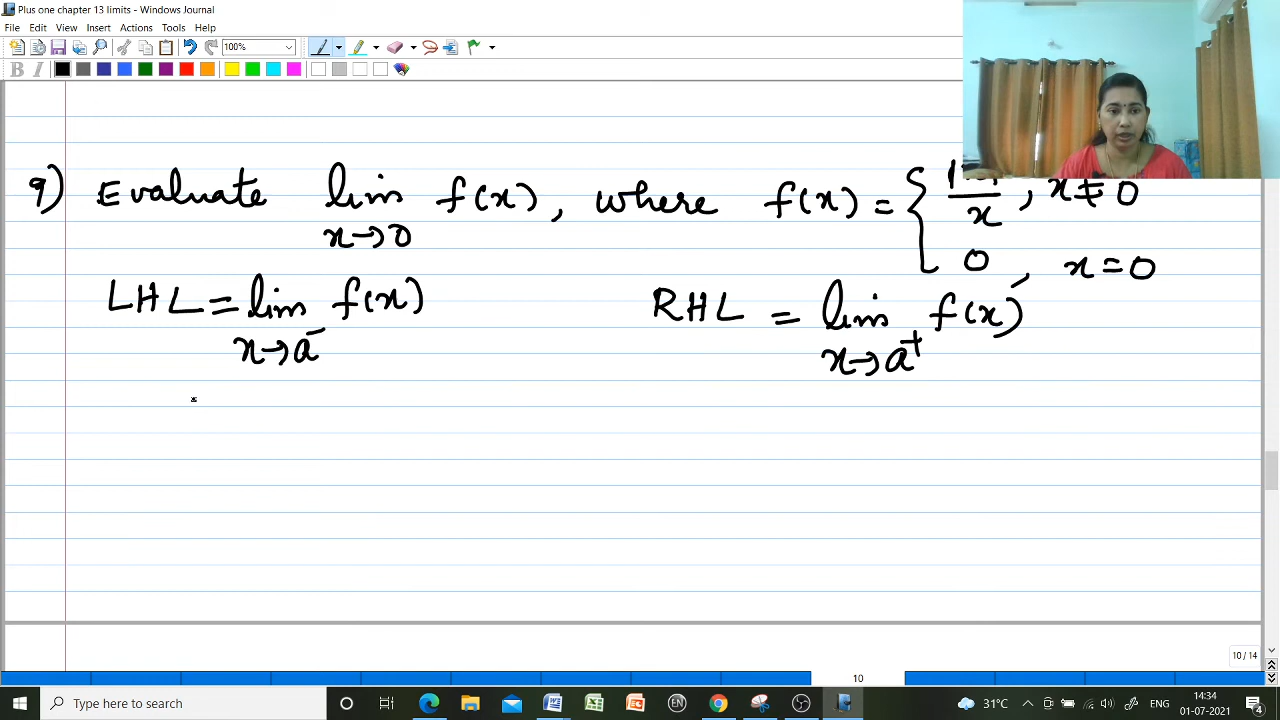 Plus one chapter 13 limits - Windows Journal
File Edit View Insert Actions Tools Help
100%
B I
9) Evaluate lim f(x), where f(x) = { |x|/x, x ≠ 0
x→0
0, x = 0
LHL = lim f(x) RHL = lim f(x)
x→a⁻ x→a⁺
10 / 14
10
Type here to search
EN
31°C
14:34
01-07-2021
4